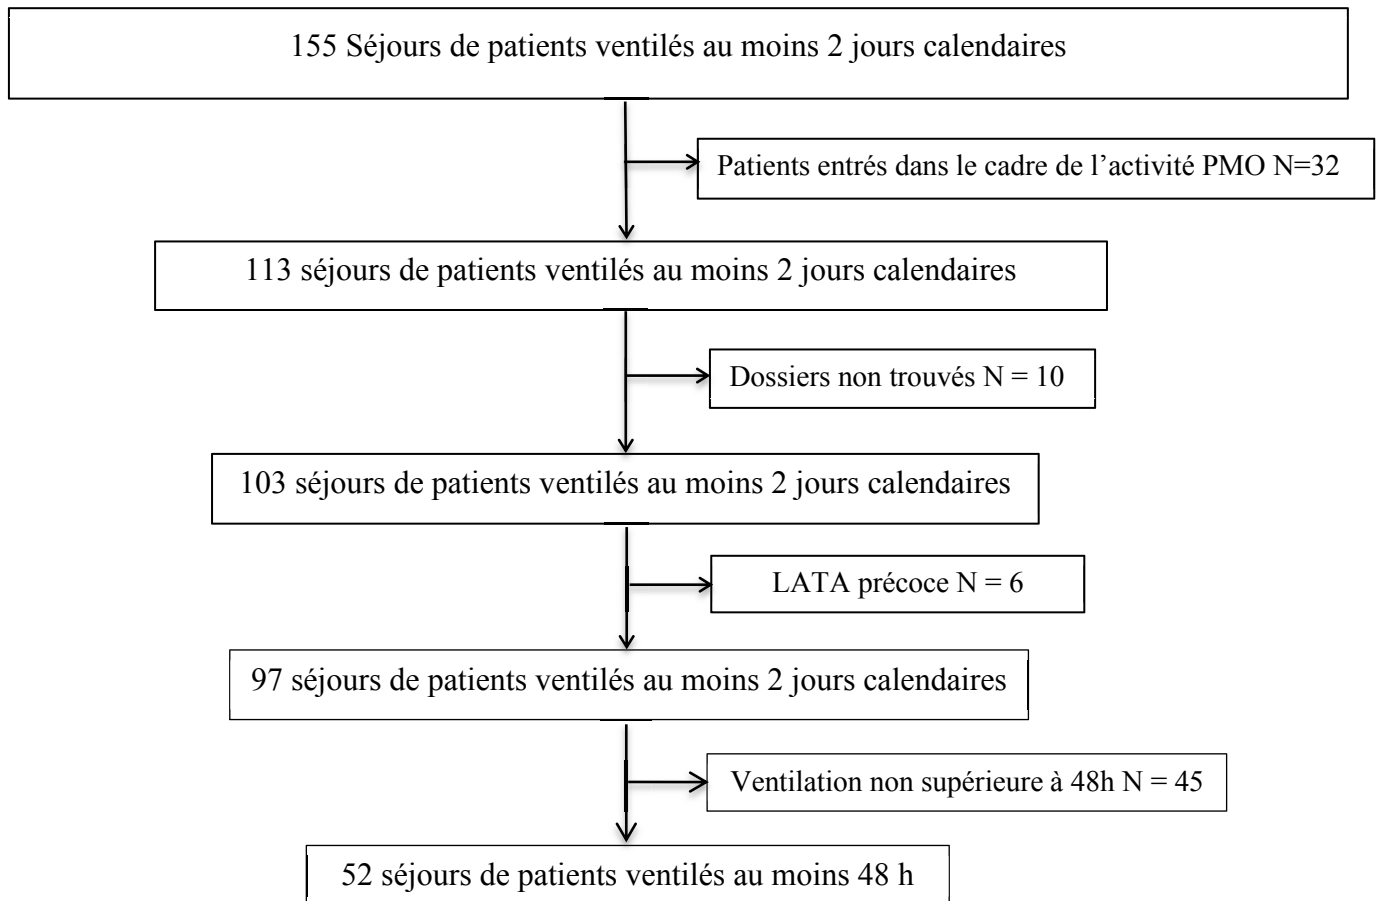 155 Séjours de patients ventilés au moins 2 jours calendaires
Patients entrés dans le cadre de l’activité PMO N=32
113 séjours de patients ventilés au moins 2 jours calendaires
Dossiers non trouvés N = 10
103 séjours de patients ventilés au moins 2 jours calendaires
LATA précoce N = 6
97 séjours de patients ventilés au moins 2 jours calendaires
Ventilation non supérieure à 48h N = 45
52 séjours de patients ventilés au moins 48 h